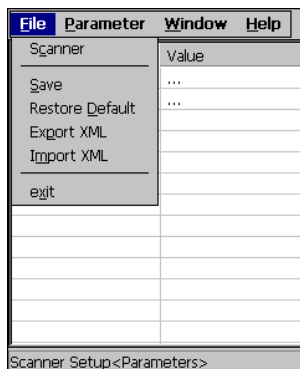 File Parameter Window Help
Scanner
Value
Save
...
Restore Default
...
Export XML
Import XML
exit
Scanner Setup<Parameters>